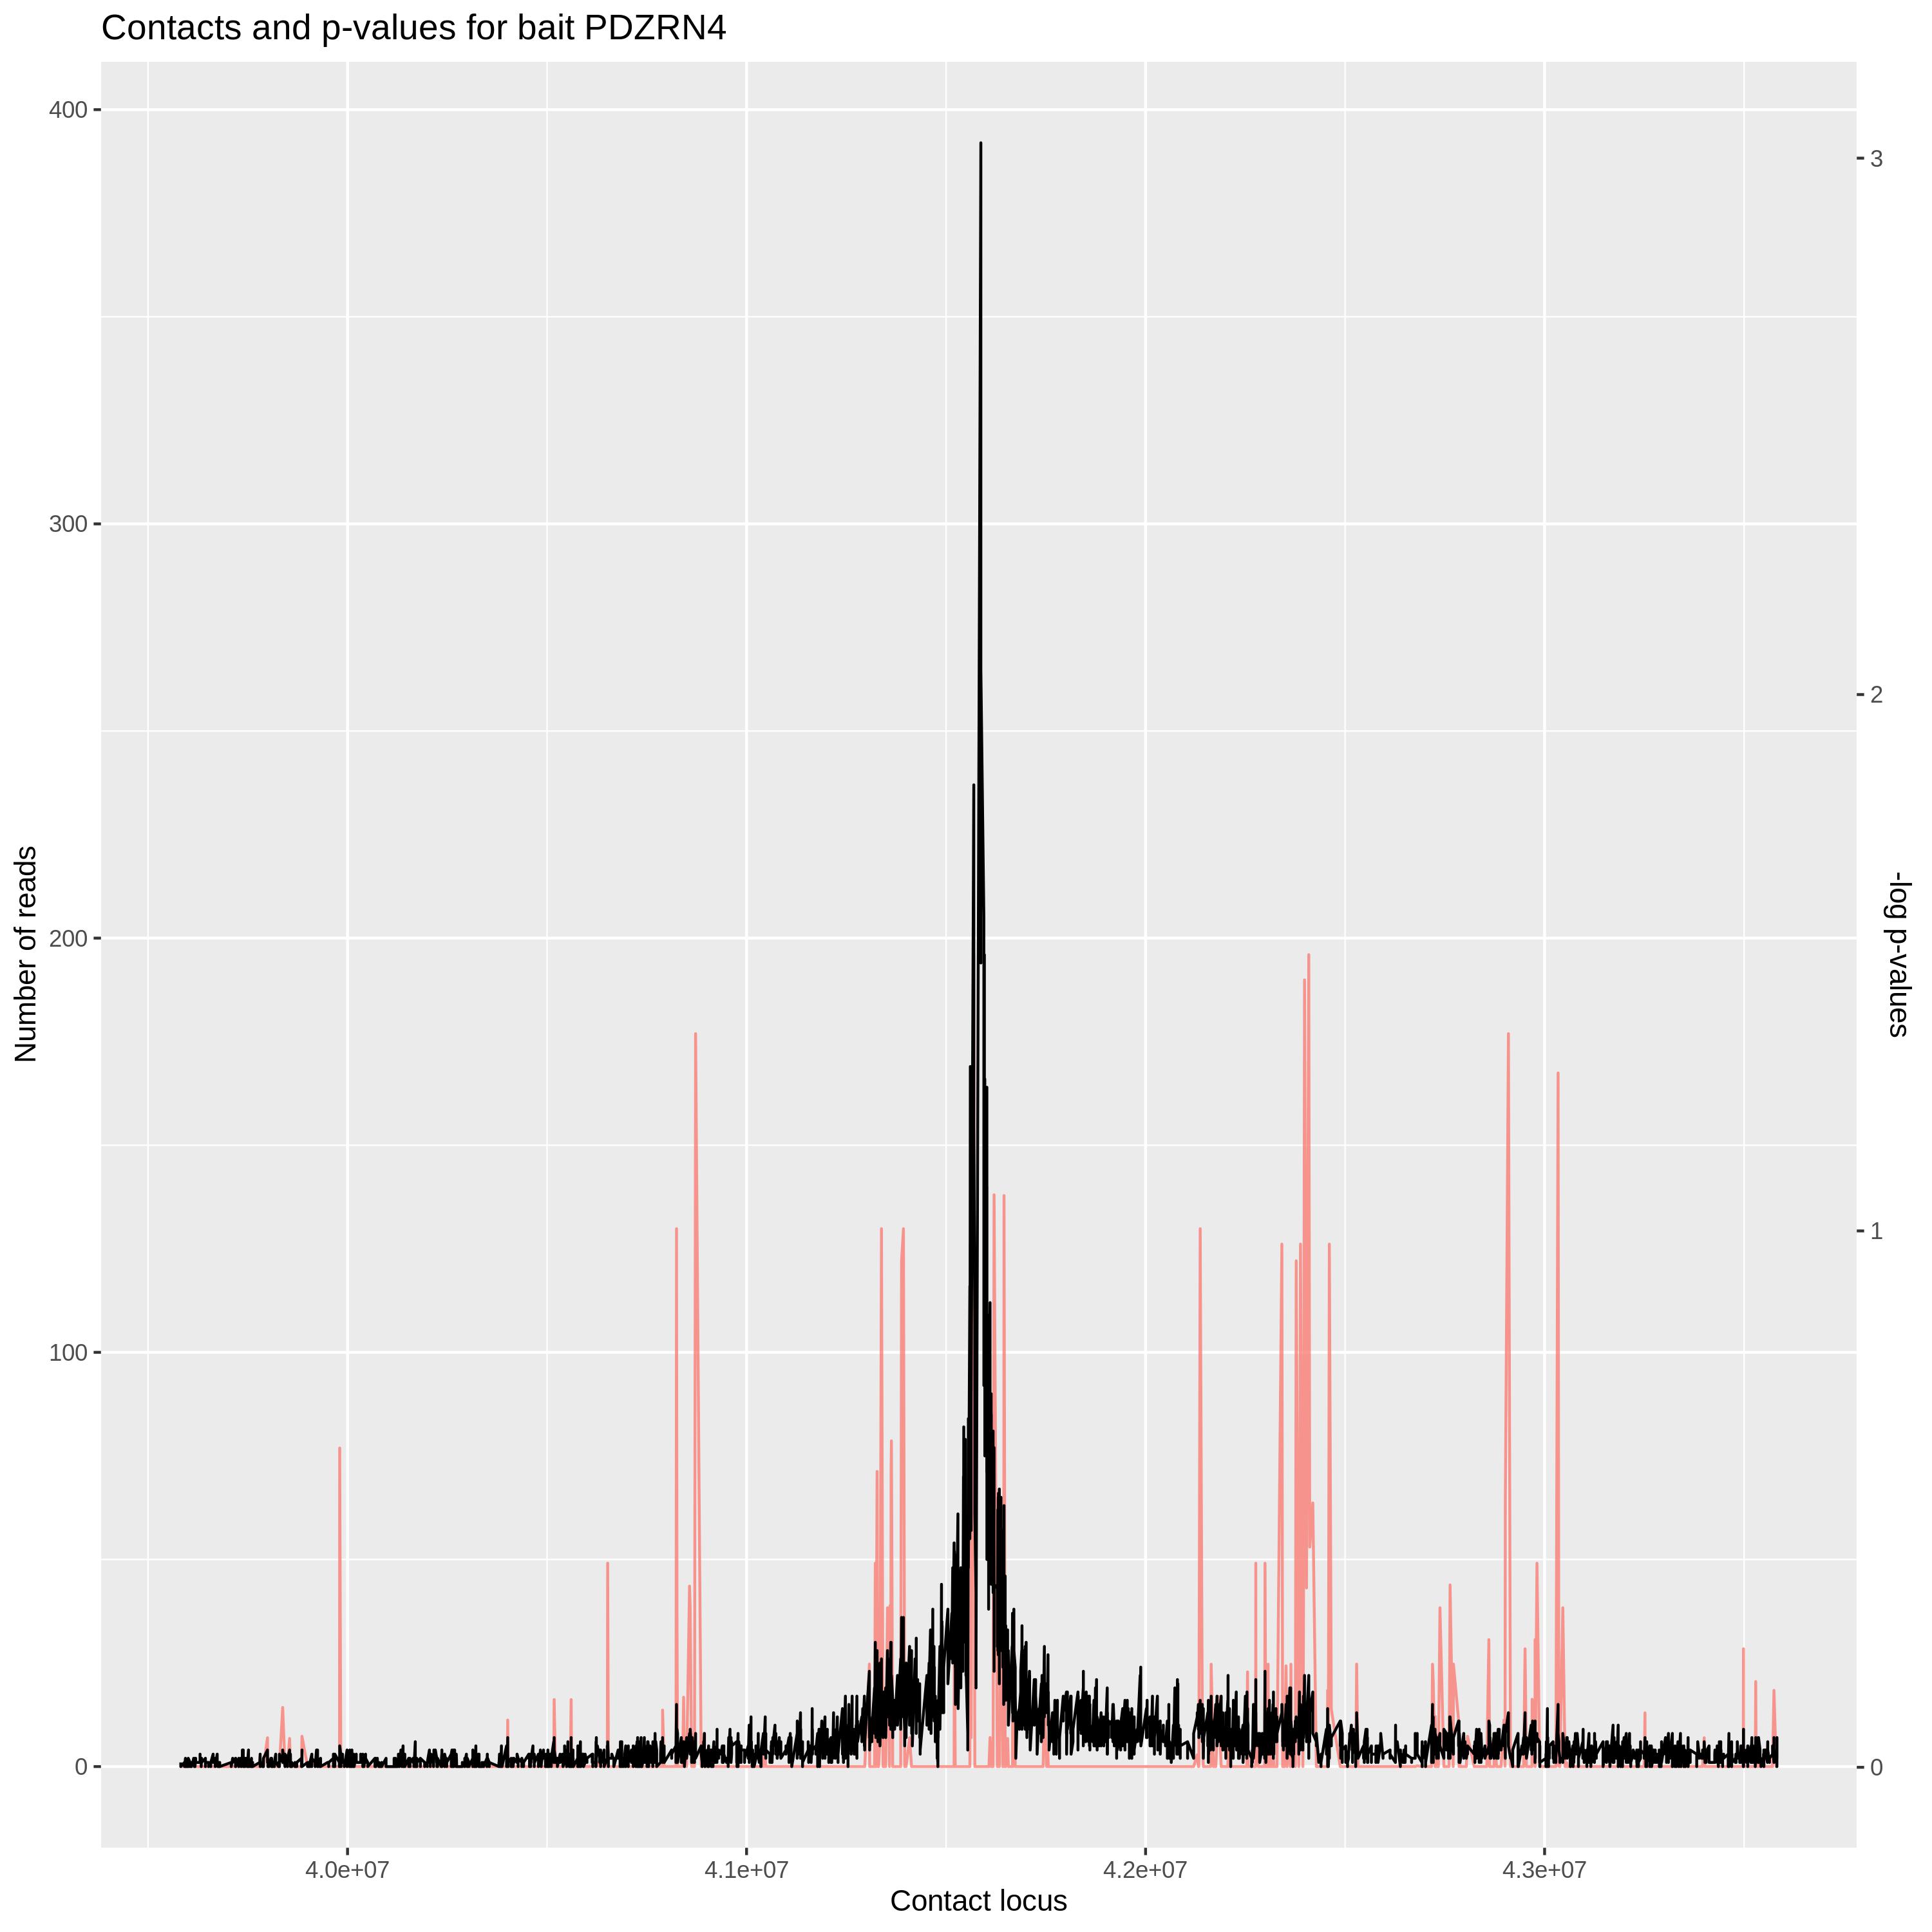 Contacts and p-values for bait PDZRN4
400
300
200
100
0
Number of reads
3
2
1
0
-log p-values
4.0e+07 4.1e+07 4.2e+07 4.3e+07
Contact locus